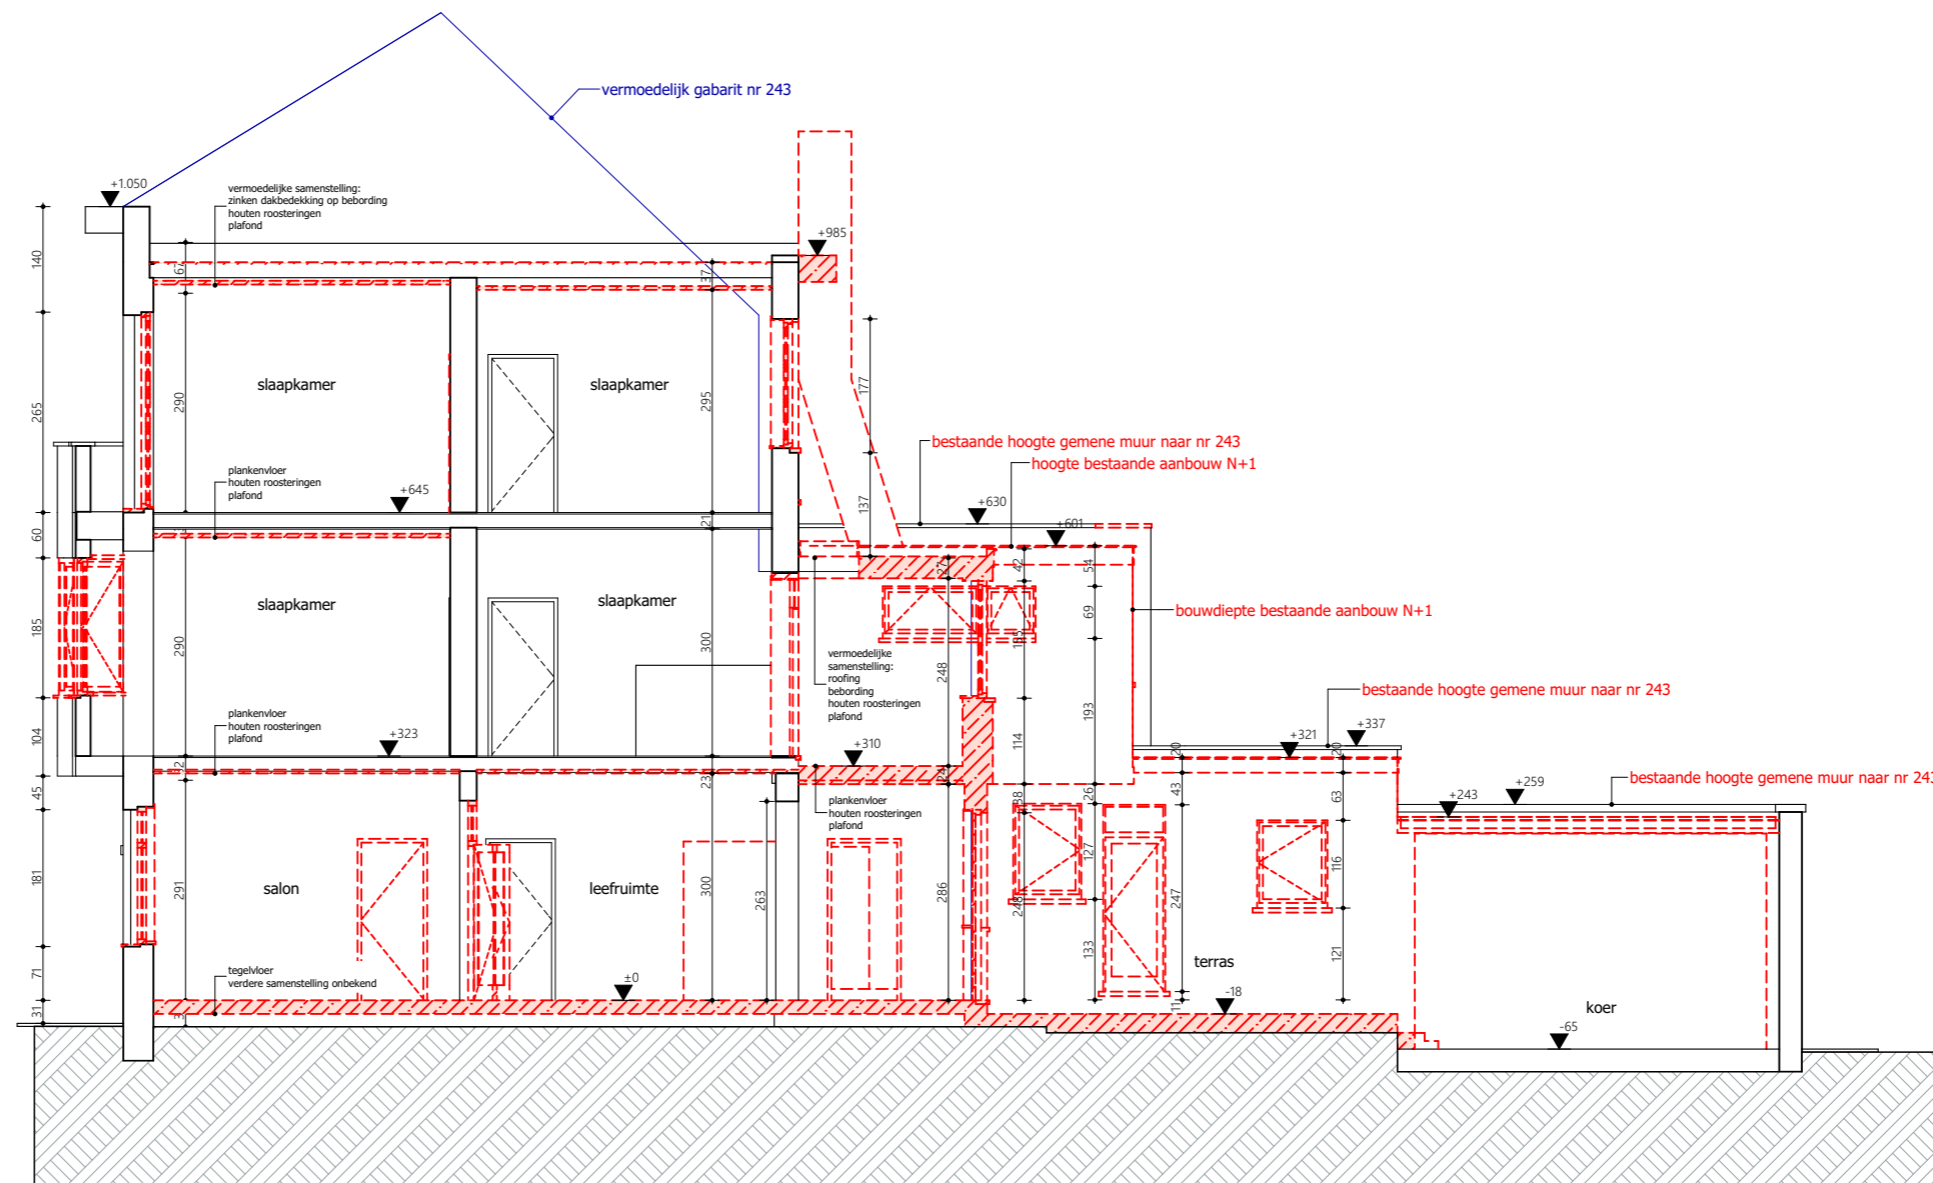 vermoedelijk gabarit nr 243
+1.050
vermoedelijke samenstelling:
zinken dakbedekking op bebording
houten roosteringen
plafond
+985
140
67
37
265
290
295
177
137
slaapkamer
slaapkamer
bestaande hoogte gemene muur naar nr 243
hoogte bestaande aanbouw N+1
plankenvloer
houten roosteringen
plafond
+645
+630
+601
60
21
27
42
54
69
185
290
300
248
193
slaapkamer
slaapkamer
bouwdiepte bestaande aanbouw N+1
vermoedelijke
samenstelling:
roofing
bebording
houten roosteringen
plafond
bestaande hoogte gemene muur naar nr 243
plankenvloer
houten roosteringen
plafond
+323
+310
+321
+337
104
114
20
20
45
23
26
43
63
+259
+243
bestaande hoogte gemene muur naar nr 243
plankenvloer
houten roosteringen
plafond
181
291
300
263
286
248
127
247
116
salon
leefruimte
71
133
121
terras
tegelvloer
verdere samenstelling onbekend
±0
-18
koer
31
11
-65